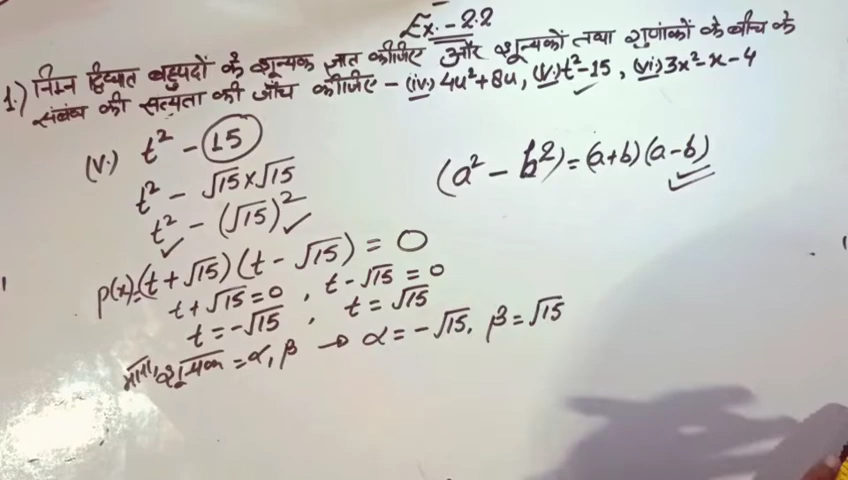 Ex. - 2.2
1.) निम्न द्विघात बहुपदों के शून्यक ज्ञात कीजिए और शून्यकों तथा गुणांकों के बीच के
संबंध की सत्यता की जाँच कीजिए - (iv.) 4u²+8u, (v.) t²-15, (vi) 3x²-x-4
(v.) t² - 15
t² - √15×√15
t² - (√15)²
(a² - b²) = (a+b) (a-b)
p(x)=(t+√15) (t-√15) = 0
t+√15=0 , t-√15=0
t=-√15 , t=√15
माना, शून्यक = α, β → α=-√15, β=√15